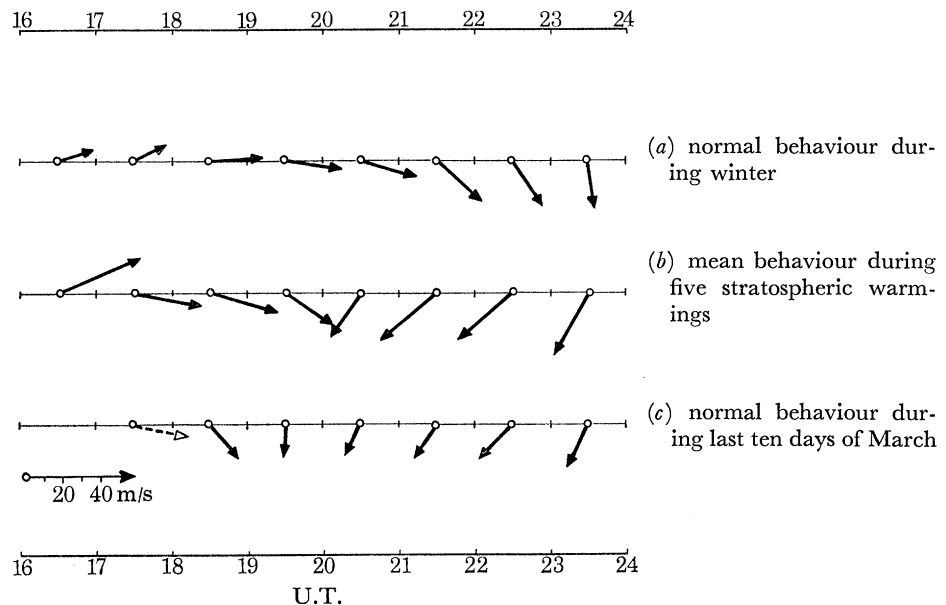 16 17 18 19 20 21 22 23 24
(a) normal behaviour dur-
ing winter
(b) mean behaviour during
five stratospheric warm-
ings
(c) normal behaviour dur-
ing last ten days of March
20 40 m/s
16 17 18 19 20 21 22 23 24
U.T.